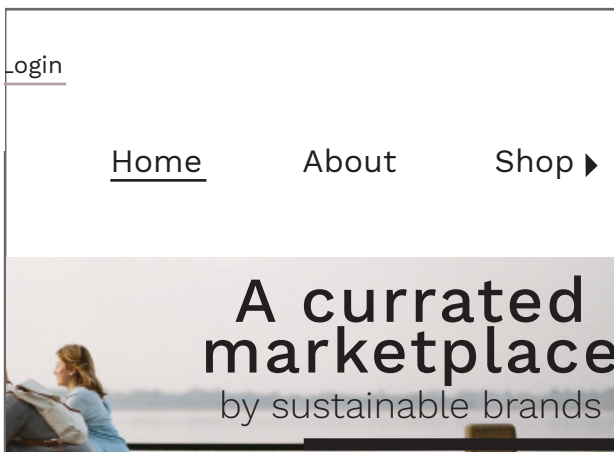 Login
Home About Shop
A currated
marketplace
by sustainable brands